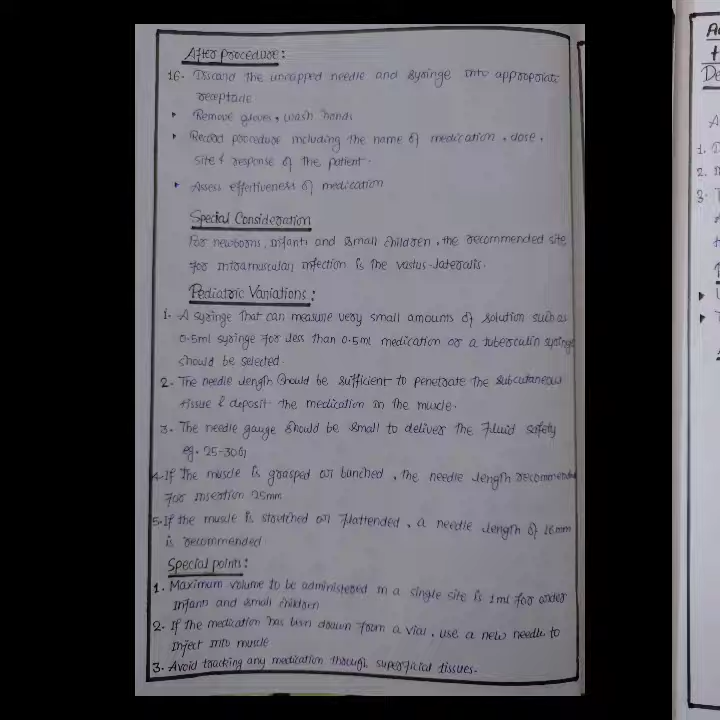 After procedure:
16. Discard the uncapped needle and syringe into appropriate
receptacle
Remove gloves, wash hands
Record procedure including the name of medication, dose,
site & response of the patient.
Assess effectiveness of medication
Special Consideration
For newborns, infants and small children, the recommended site
for intramuscular injection is the vastus-lateralis.
Pediatric Variations:
1. A syringe that can measure very small amounts of solution such as
0.5ml syringe for less than 0.5ml medication or a tuberculin syringe
should be selected.
2. The needle length should be sufficient to penetrate the subcutaneous
tissue & deposit the medication in the muscle.
3. The needle gauge should be small to deliver the fluid safety
eg. 25-30G
4. If the muscle is grasped or bunched, the needle length recommended
for insertion 25mm
5. If the muscle is stretched or flattended, a needle length of 16mm
is recommended
Special points:
1. Maximum volume to be administered in a single site is 1ml for older
infants and small children
2. If the medication has been drawn form a vial, use a new needle to
inject into muscle
3. Avoid tracking any medication through superficial tissues.
1.
2.
3.